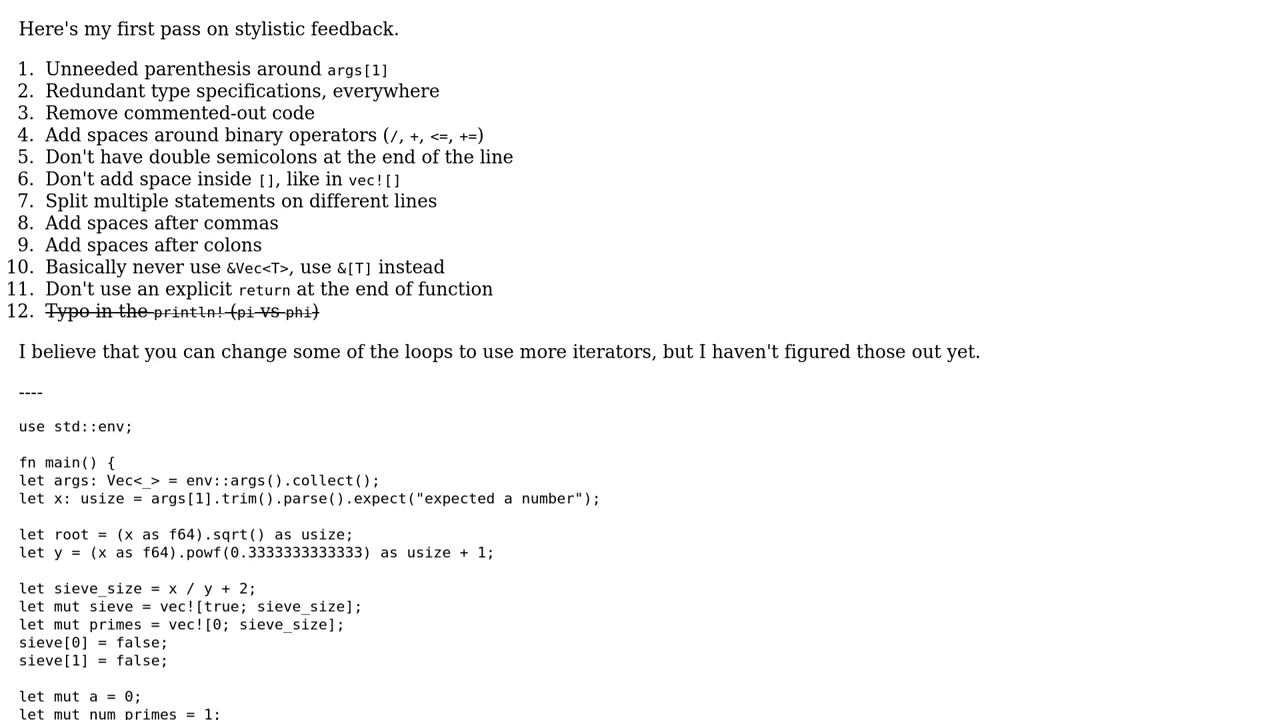 Here's my first pass on stylistic feedback.
1. Unneeded parenthesis around args[1]
2. Redundant type specifications, everywhere
3. Remove commented-out code
4. Add spaces around binary operators (/, +, <=, +=)
5. Don't have double semicolons at the end of the line
6. Don't add space inside [], like in vec![]
7. Split multiple statements on different lines
8. Add spaces after commas
9. Add spaces after colons
10. Basically never use &Vec<T>, use &[T] instead
11. Don't use an explicit return at the end of function
12. Typo in the println! (pi vs phi)
I believe that you can change some of the loops to use more iterators, but I haven't figured those out yet.
----
use std::env;
fn main() {
let args: Vec<_> = env::args().collect();
let x: usize = args[1].trim().parse().expect("expected a number");
let root = (x as f64).sqrt() as usize;
let y = (x as f64).powf(0.3333333333333) as usize + 1;
let sieve_size = x / y + 2;
let mut sieve = vec![true; sieve_size];
let mut primes = vec![0; sieve_size];
sieve[0] = false;
sieve[1] = false;
let mut a = 0;
let mut num_primes = 1;